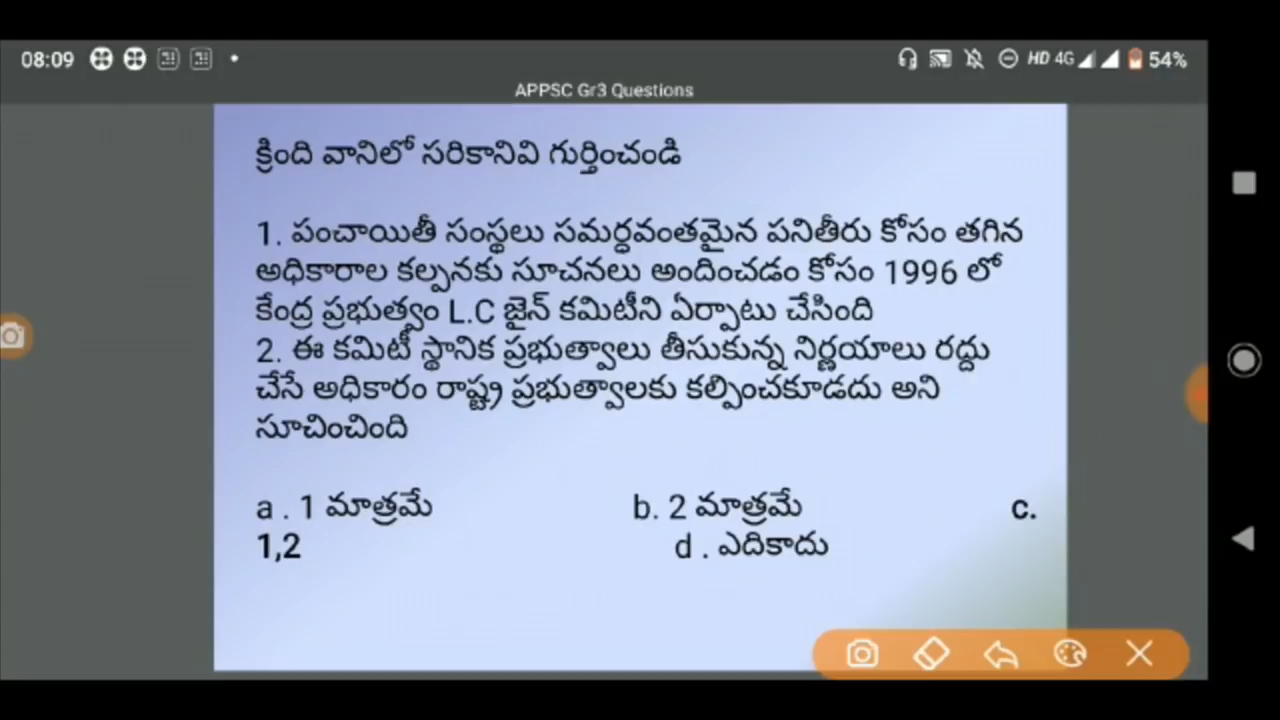 08:09
HD 4G 54%
APPSC Gr3 Questions
క్రింది వానిలో సరికానివి గుర్తించండి
1. పంచాయితీ సంస్థలు సమర్ధవంతమైన పనితీరు కోసం తగిన
అధికారాల కల్పనకు సూచనలు అందించడం కోసం 1996 లో
కేంద్ర ప్రభుత్వం L.C జైన్ కమిటీని ఏర్పాటు చేసింది
2. ఈ కమిటీ స్థానిక ప్రభుత్వాలు తీసుకున్న నిర్ణయాలు రద్దు
చేసే అధికారం రాష్ట్ర ప్రభుత్వాలకు కల్పించకూడదు అని
సూచించింది
a . 1 మాత్రమే b. 2 మాత్రమే c.
1,2 d . ఎదికాదు